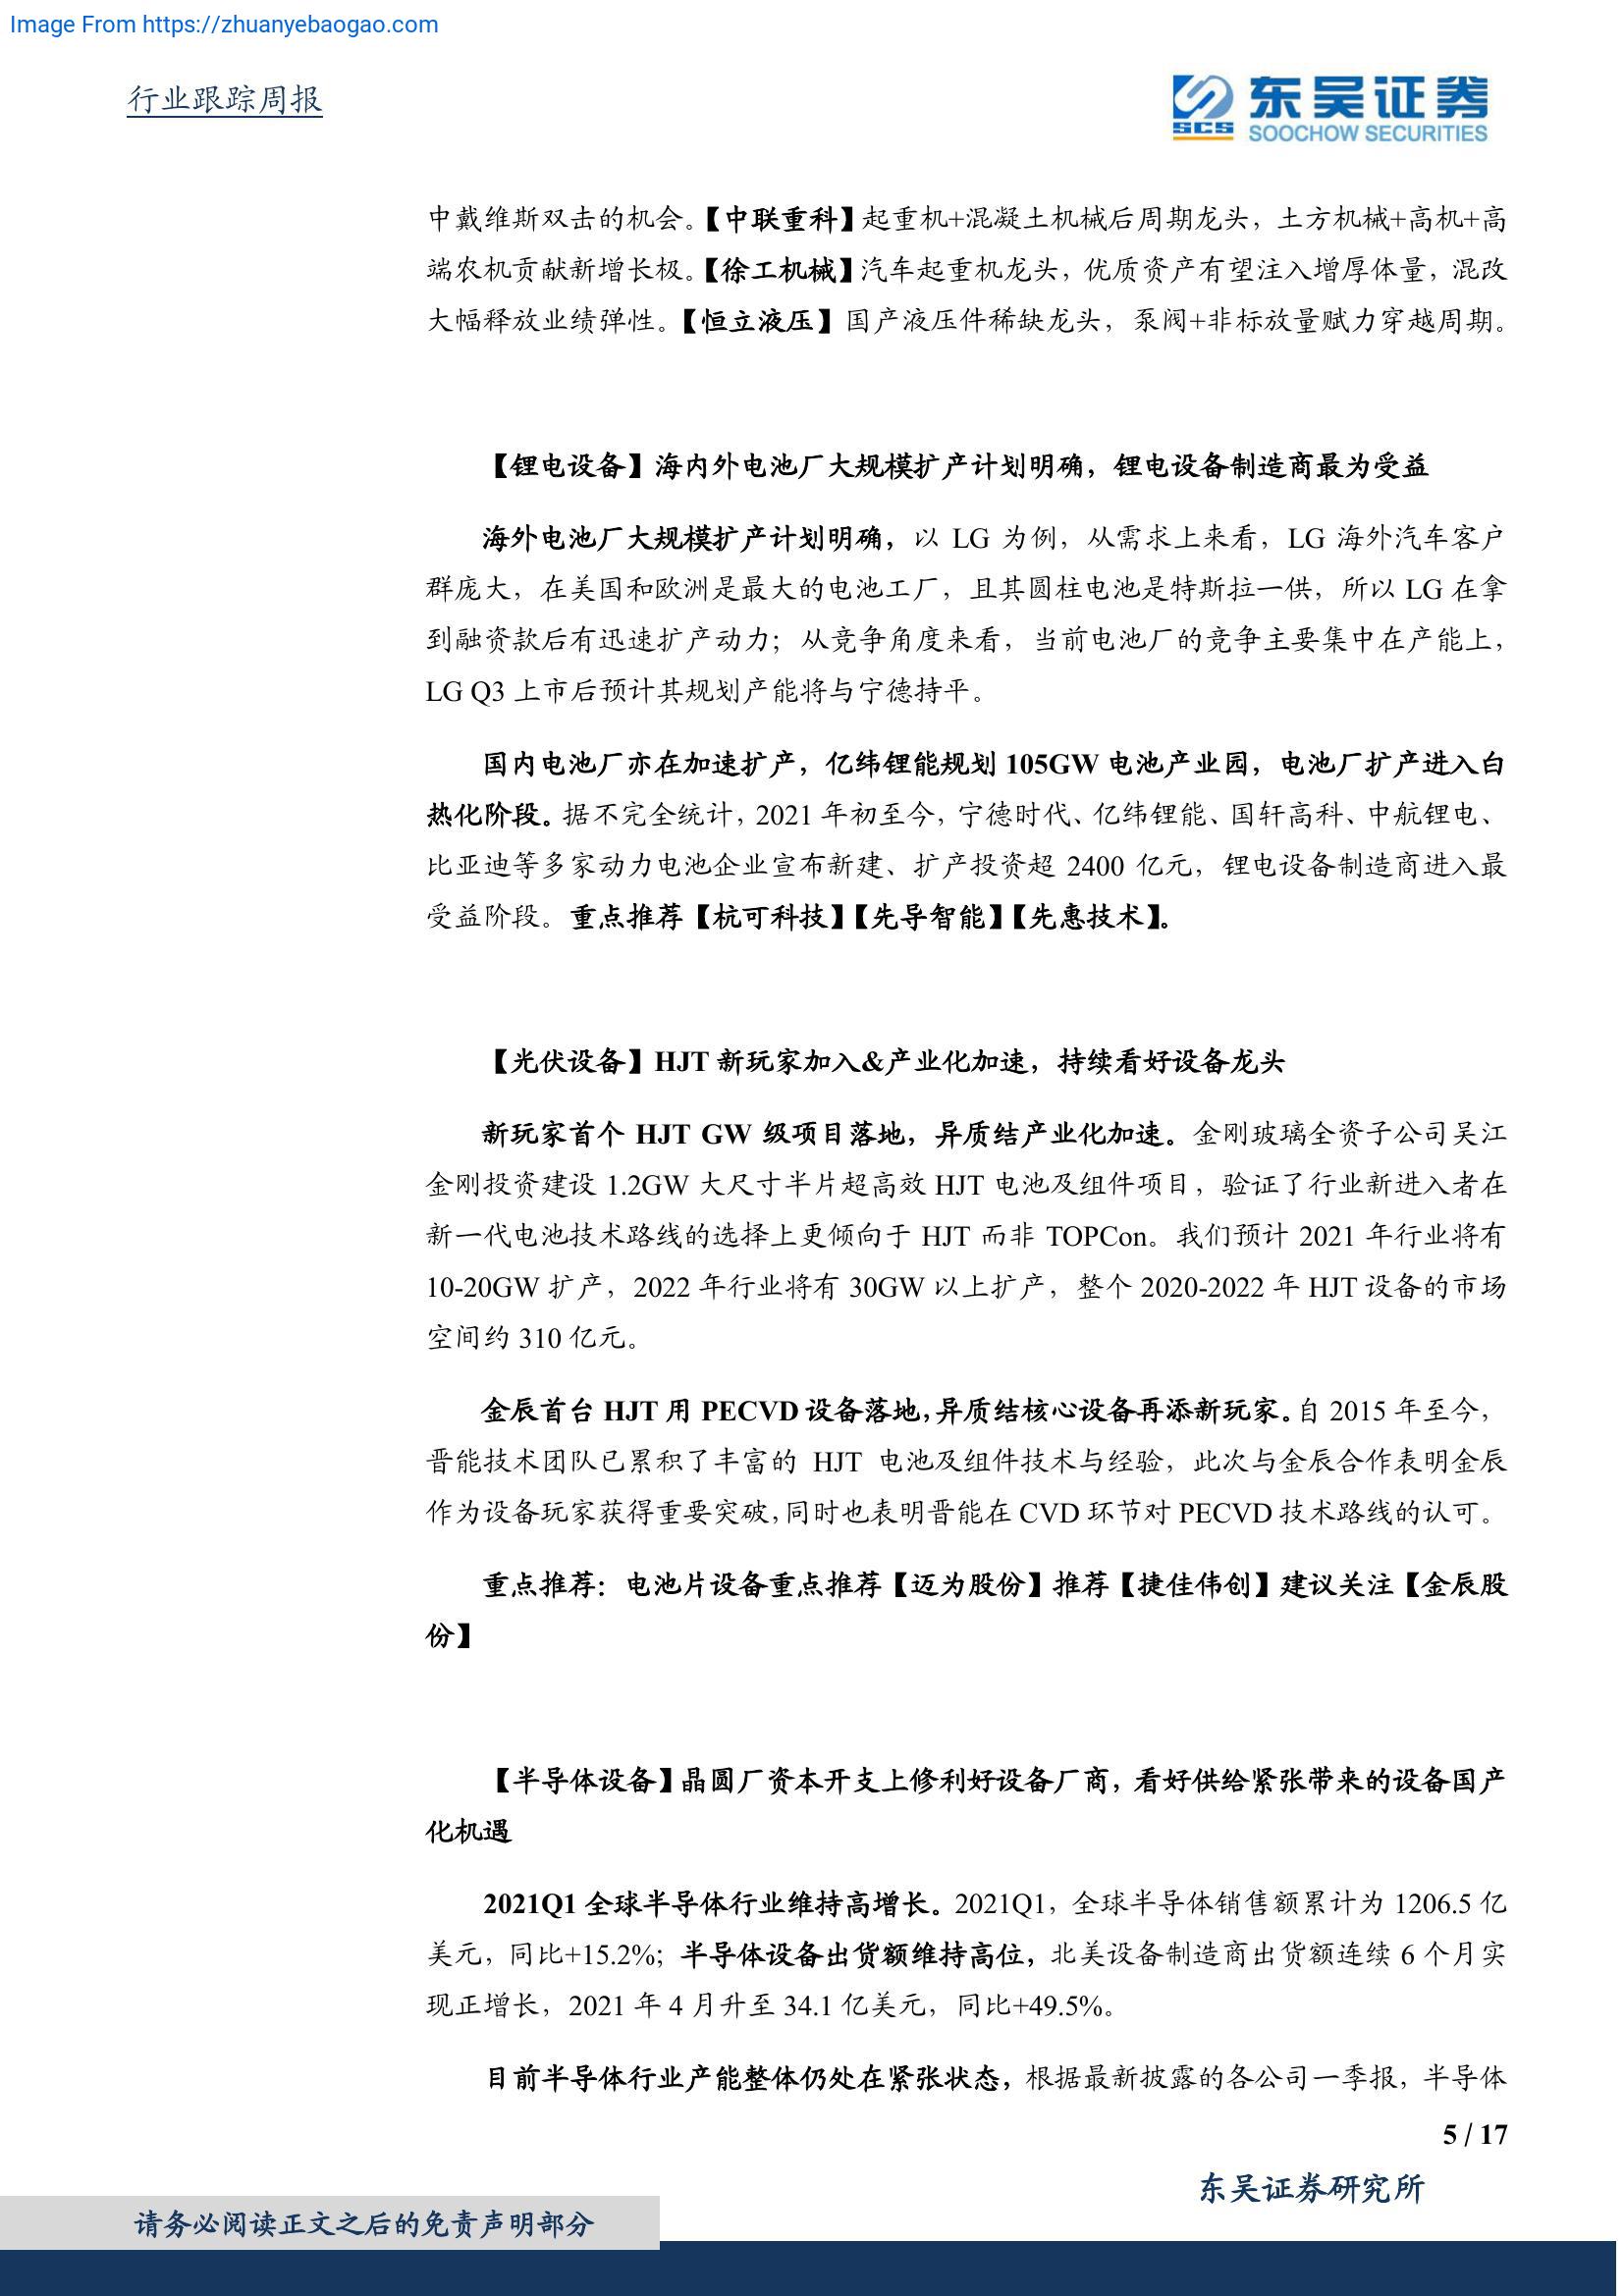 Image From https://zhuanyebaogao.com
行业跟踪周报
东吴证券
SCS
SOOCHOW SECURITIES
中戴维斯双击的机会。【中联重科】起重机+混凝土机械后周期龙头，土方机械+高机+高
端农机贡献新增长极。【徐工机械】汽车起重机龙头，优质资产有望注入增厚体量，混改
大幅释放业绩弹性。【恒立液压】国产液压件稀缺龙头，泵阀+非标放量赋力穿越周期。
【锂电设备】海内外电池厂大规模扩产计划明确，锂电设备制造商最为受益
海外电池厂大规模扩产计划明确，以 LG 为例，从需求上来看，LG 海外汽车客户
群庞大，在美国和欧洲是最大的电池工厂，且其圆柱电池是特斯拉一供，所以 LG 在拿
到融资款后有迅速扩产动力；从竞争角度来看，当前电池厂的竞争主要集中在产能上，
LG Q3 上市后预计其规划产能将与宁德持平。
国内电池厂亦在加速扩产，亿纬锂能规划 105GW 电池产业园，电池厂扩产进入白
热化阶段。据不完全统计，2021 年初至今，宁德时代、亿纬锂能、国轩高科、中航锂电、
比亚迪等多家动力电池企业宣布新建、扩产投资超 2400 亿元，锂电设备制造商进入最
受益阶段。重点推荐【杭可科技】【先导智能】【先惠技术】。
【光伏设备】HJT 新玩家加入&产业化加速，持续看好设备龙头
新玩家首个 HJT GW 级项目落地，异质结产业化加速。金刚玻璃全资子公司吴江
金刚投资建设 1.2GW 大尺寸半片超高效 HJT 电池及组件项目，验证了行业新进入者在
新一代电池技术路线的选择上更倾向于 HJT 而非 TOPCon。我们预计 2021 年行业将有
10-20GW 扩产，2022 年行业将有 30GW 以上扩产，整个 2020-2022 年 HJT 设备的市场
空间约 310 亿元。
金辰首台 HJT 用 PECVD 设备落地，异质结核心设备再添新玩家。自 2015 年至今，
晋能技术团队已累积了丰富的 HJT 电池及组件技术与经验，此次与金辰合作表明金辰
作为设备玩家获得重要突破，同时也表明晋能在 CVD 环节对 PECVD 技术路线的认可。
重点推荐：电池片设备重点推荐【迈为股份】推荐【捷佳伟创】建议关注【金辰股
份】
【半导体设备】晶圆厂资本开支上修利好设备厂商，看好供给紧张带来的设备国产
化机遇
2021Q1 全球半导体行业维持高增长。2021Q1，全球半导体销售额累计为 1206.5 亿
美元，同比+15.2%；半导体设备出货额维持高位，北美设备制造商出货额连续 6 个月实
现正增长，2021 年 4 月升至 34.1 亿美元，同比+49.5%。
目前半导体行业产能整体仍处在紧张状态，根据最新披露的各公司一季报，半导体
5 / 17
东吴证券研究所
请务必阅读正文之后的免责声明部分